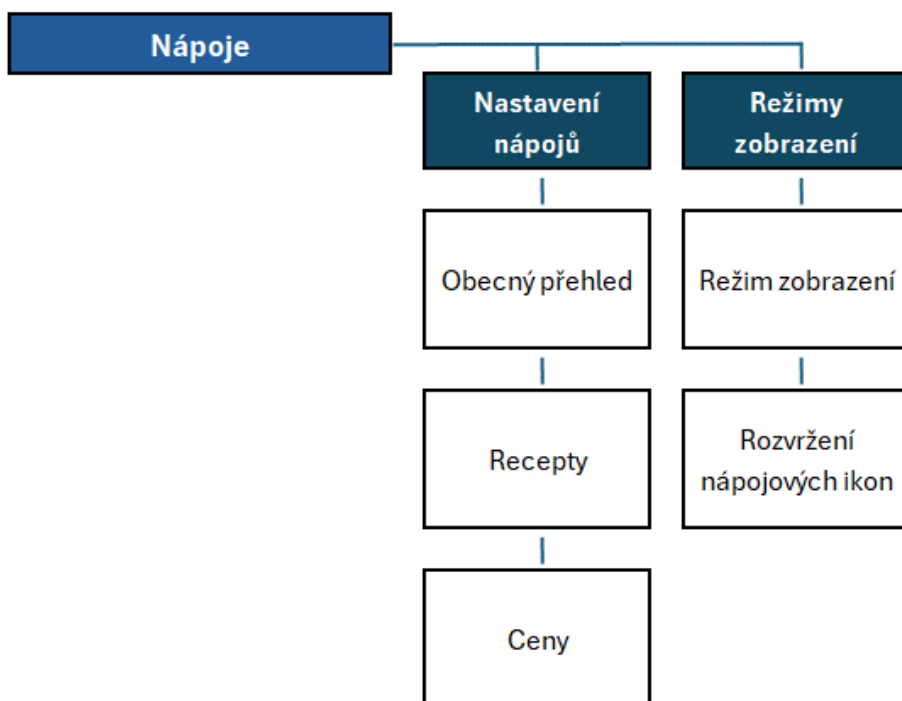 Nápoje
Nastavení
nápojů
Režimy
zobrazení
Obecný přehled
Režim zobrazení
Recepty
Rozvržení
nápojových ikon
Ceny